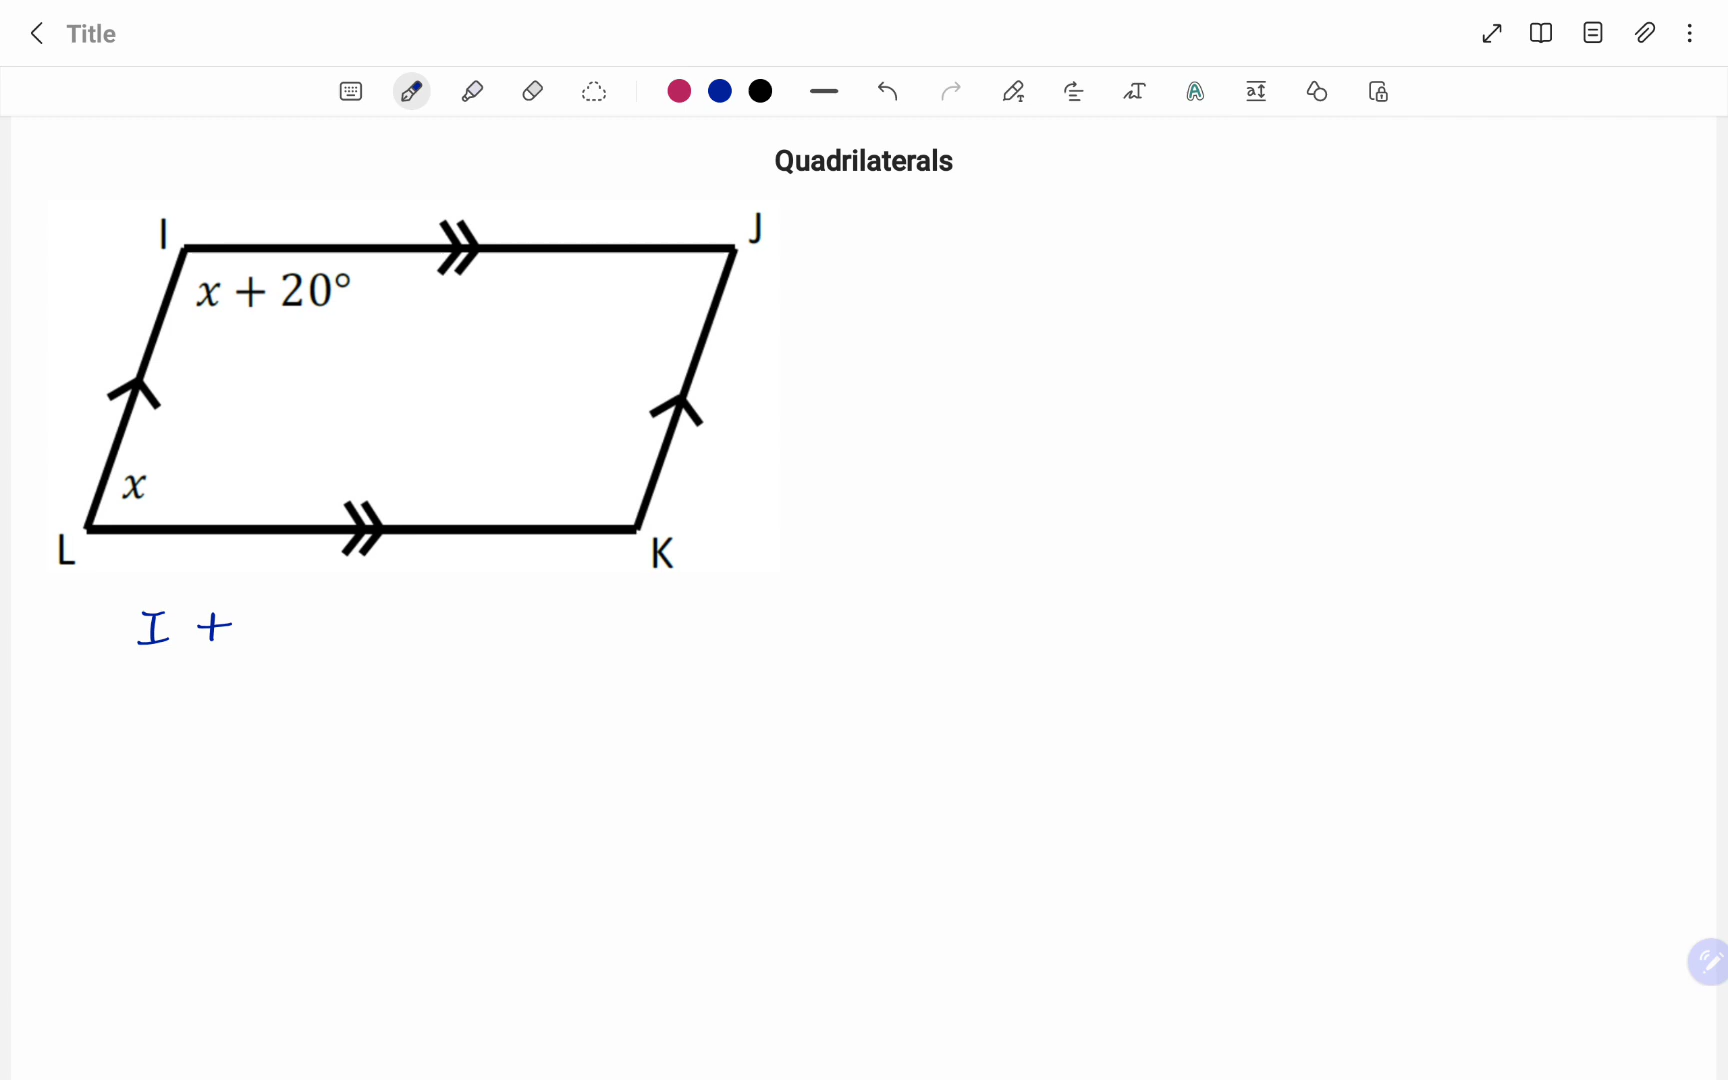 Title
Quadrilaterals
I
J
x + 20°
x
L
K
I +